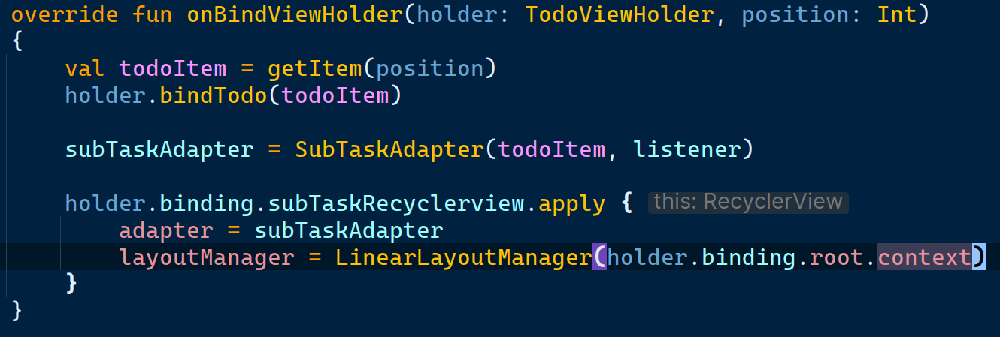 override fun onBindViewHolder(holder: TodoViewHolder, position: Int)
{
    val todoItem = getItem(position)
    holder.bindTodo(todoItem)

    subTaskAdapter = SubTaskAdapter(todoItem, listener)

    holder.binding.subTaskRecyclerview.apply { this: RecyclerView
        adapter = subTaskAdapter
        layoutManager = LinearLayoutManager(holder.binding.root.context)
    }
}